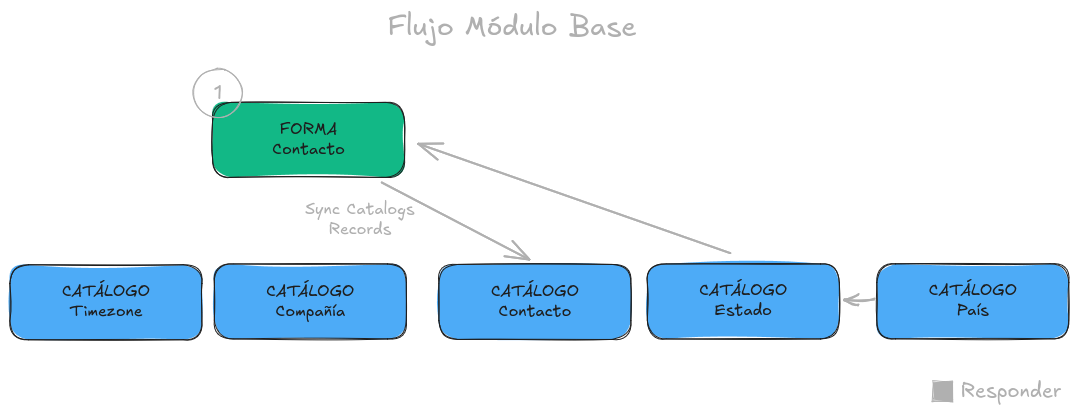 Flujo Módulo Base
1
FORMA
Contacto
Sync Catalogs
Records
CATÁLOGO
Timezone
CATÁLOGO
Compañía
CATÁLOGO
Contacto
CATÁLOGO
Estado
CATÁLOGO
País
Responder